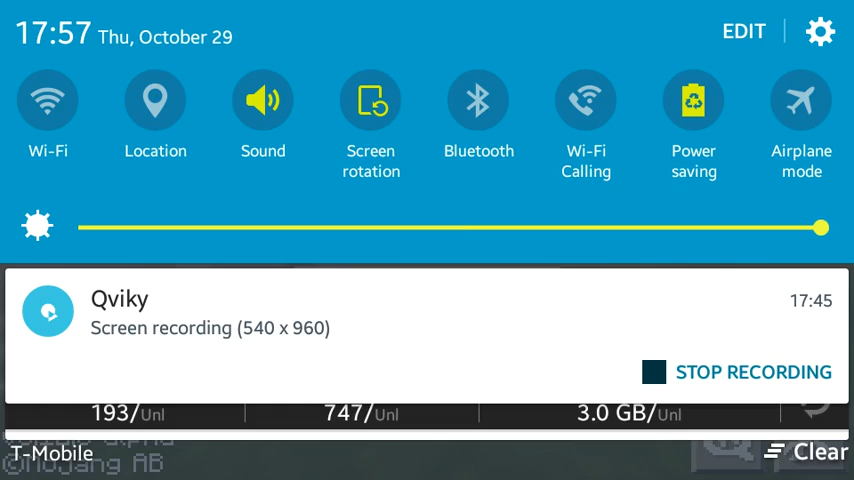 17:57 Thu, October 29 EDIT
Wi-Fi Location Sound Screen rotation Bluetooth Wi-Fi Calling Power saving Airplane mode
Qviky 17:45
Screen recording (540 x 960)
STOP RECORDING
193/Unl 747/Unl 3.0 GB/Unl
T-Mobile Clear
©Mojang AB